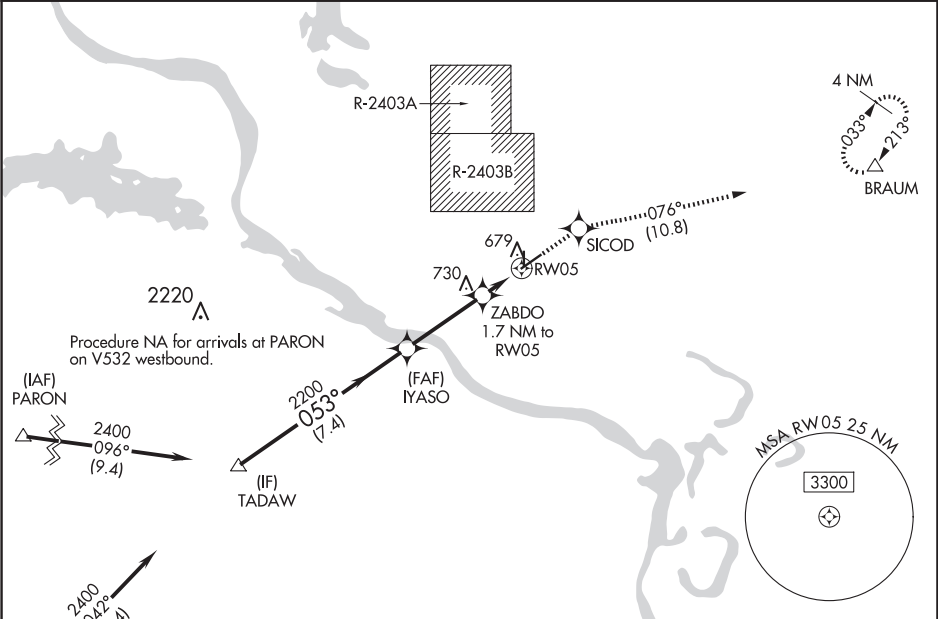 4 NM
033°
213°
BRAUM
R-2403A
R-2403B
076°
(10.8)
SICOD
679
RW05
730
ZABDO
1.7 NM to
RW05
2220
Procedure NA for arrivals at PARON
on V532 westbound.
(FAF)
IYASO
(IAF)
PARON
2400
096°
(9.4)
2200
053°
(7.4)
(IF)
TADAW
MSA RW05 25 NM
3300
2400
042°